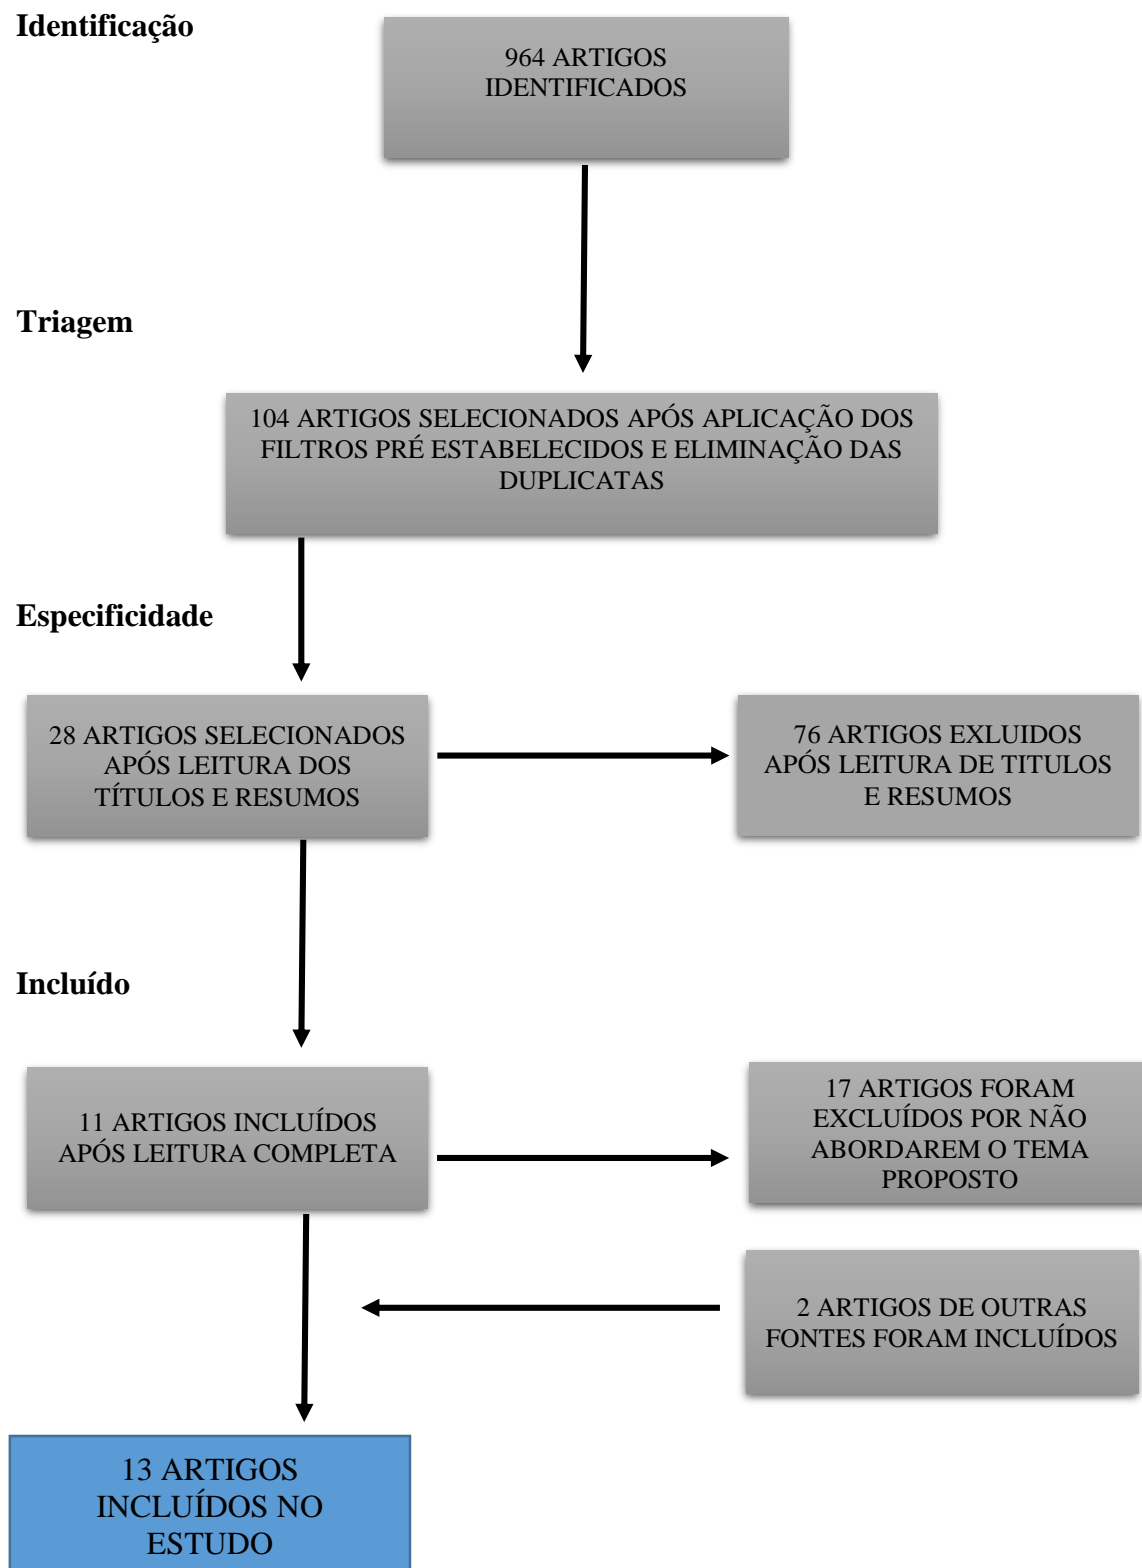 Identificação
964 ARTIGOS
IDENTIFICADOS
Triagem
104 ARTIGOS SELECIONADOS APÓS APLICAÇÃO DOS
FILTROS PRÉ ESTABELECIDOS E ELIMINAÇÃO DAS
DUPLICATAS
Especificidade
28 ARTIGOS SELECIONADOS
APÓS LEITURA DOS
TÍTULOS E RESUMOS
76 ARTIGOS EXLUIDOS
APÓS LEITURA DE TITULOS
E RESUMOS
Incluído
11 ARTIGOS INCLUÍDOS
APÓS LEITURA COMPLETA
17 ARTIGOS FORAM
EXCLUÍDOS POR NÃO
ABORDAREM O TEMA
PROPOSTO
2 ARTIGOS DE OUTRAS
FONTES FORAM INCLUÍDOS
13 ARTIGOS
INCLUÍDOS NO
ESTUDO